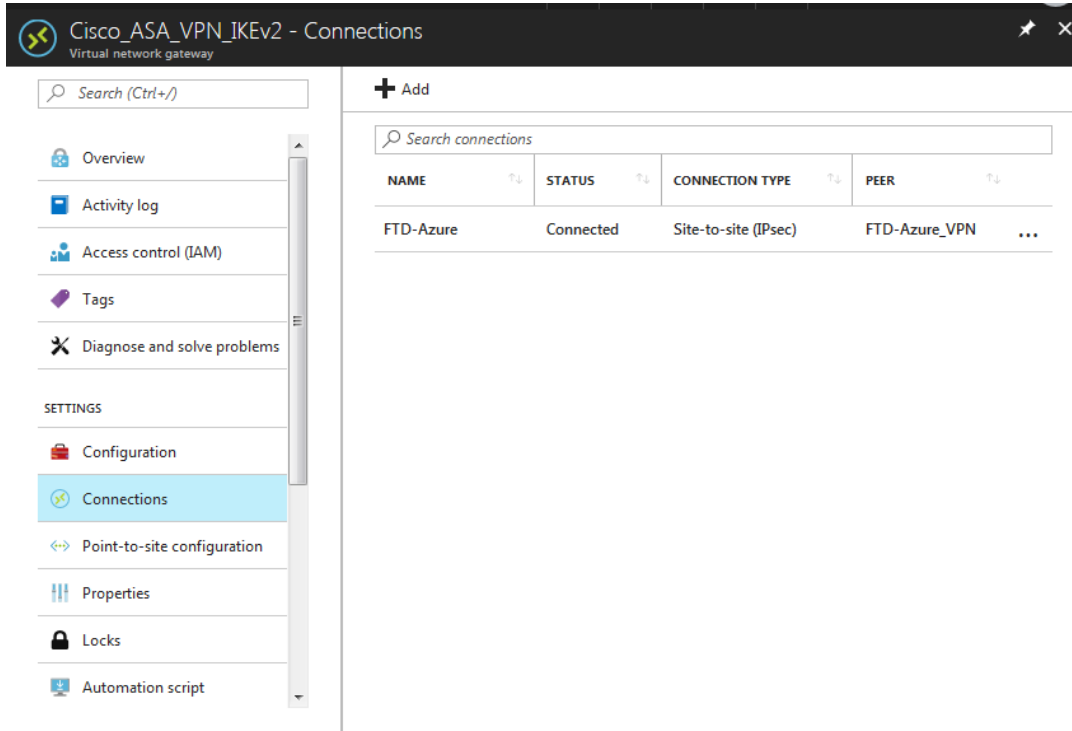 Cisco_ASA_VPN_IKEv2 - Connections
Virtual network gateway
Search (Ctrl+/)
Overview
Activity log
Access control (IAM)
Tags
Diagnose and solve problems
SETTINGS
Configuration
Connections
Point-to-site configuration
Properties
Locks
Automation script
Add
Search connections
NAME STATUS CONNECTION TYPE PEER
FTD-Azure Connected Site-to-site (IPsec) FTD-Azure_VPN ...